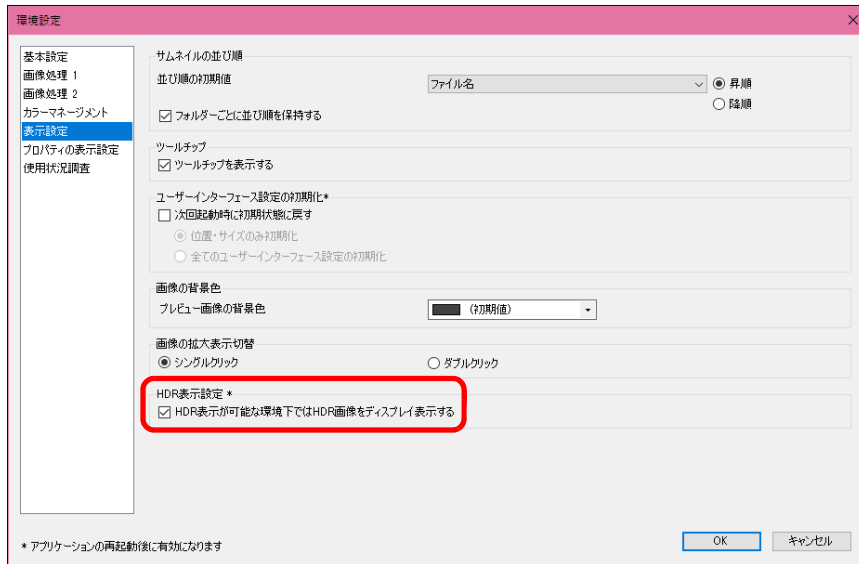 環境設定
基本設定
画像処理 1
画像処理 2
カラーマネージメント
表示設定
プロパティの表示設定
使用状況調査
サムネイルの並び順
並び順の初期値
ファイル名
昇順
降順
フォルダーごとに並び順を保持する
ツールチップ
ツールチップを表示する
ユーザーインターフェース設定の初期化*
次回起動時に初期状態に戻す
位置・サイズのみ初期化
全てのユーザーインターフェース設定の初期化
画像の背景色
プレビュー画像の背景色
(初期値)
画像の拡大表示切替
シングルクリック
ダブルクリック
HDR表示設定 *
HDR表示が可能な環境下ではHDR画像をディスプレイ表示する
* アプリケーションの再起動後に有効になります
OK
キャンセル